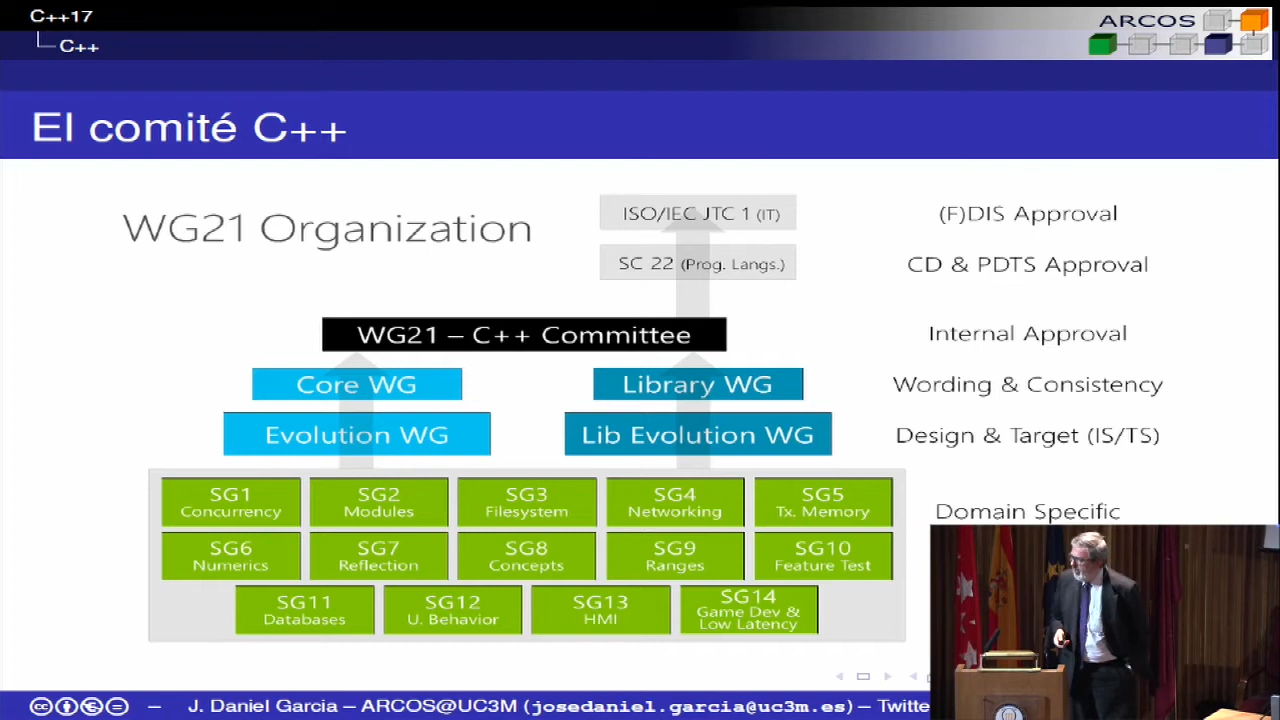 C++17
C++
ARCOS
El comité C++
WG21 Organization
ISO/IEC JTC 1 (IT)
(F)DIS Approval
SC 22 (Prog. Langs.)
CD & PDTS Approval
WG21 – C++ Committee
Internal Approval
Core WG
Library WG
Wording & Consistency
Evolution WG
Lib Evolution WG
Design & Target (IS/TS)
SG1
Concurrency
SG2
Modules
SG3
Filesystem
SG4
Networking
SG5
Tx. Memory
Domain Specific
SG6
Numerics
SG7
Reflection
SG8
Concepts
SG9
Ranges
SG10
Feature Test
SG11
Databases
SG12
U. Behavior
SG13
HMI
SG14
Game Dev &
Low Latency
– J. Daniel Garcia – ARCOS@UC3M (josedaniel.garcia@uc3m.es) – Twitte